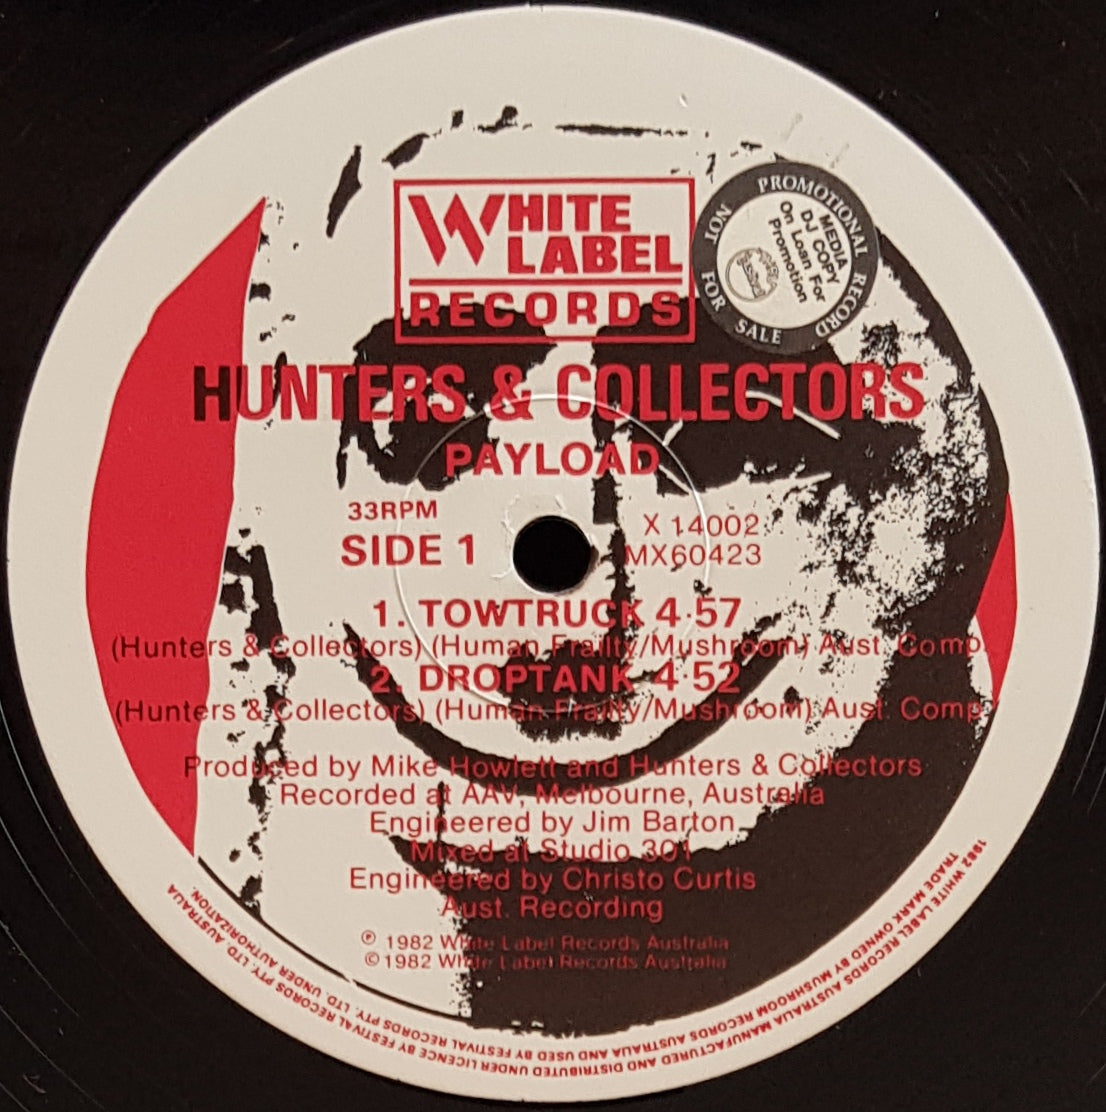 WHITE
LABEL
RECORDS
NOT FOR SALE PROMOTIONAL RECORD
MEDIA
DJ COPY
On Loan For
Promotion
HUNTERS & COLLECTORS
PAYLOAD
33RPM
SIDE 1
X 14002
MX60423
1. TOWTRUCK 4·57
(Hunters & Collectors) (Human Frailty/Mushroom) Aust. Comp.
2. DROPTANK 4·52
(Hunters & Collectors) (Human Frailty/Mushroom) Aust. Comp.
Produced by Mike Howlett and Hunters & Collectors
Recorded at AAV, Melbourne, Australia
Engineered by Jim Barton
Mixed at Studio 301
Engineered by Christo Curtis
Aust. Recording
℗ 1982 White Label Records Australia
© 1982 White Label Records Australia
1982 WHITE LABEL RECORDS AUSTRALIA MANUFACTURED AND DISTRIBUTED UNDER LICENCE BY FESTIVAL RECORDS PTY. LTD. AUSTRALIA
TRADE MARK OWNED BY MUSHROOM RECORDS AUSTRALIA AND USED BY FESTIVAL RECORDS PTY. LTD. UNDER AUTHORIZATION.